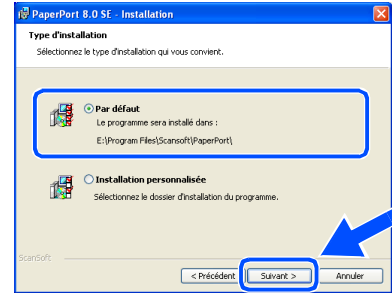 PaperPort 8.0 SE - Installation
Type d'installation
Sélectionnez le type d'installation qui vous convient.
Par défaut
Le programme sera installé dans :
E:\Program Files\Scansoft\PaperPort\
Installation personnalisée
Sélectionnez le dossier d'installation du programme.
ScanSoft
< Précédent Suivant > Annuler